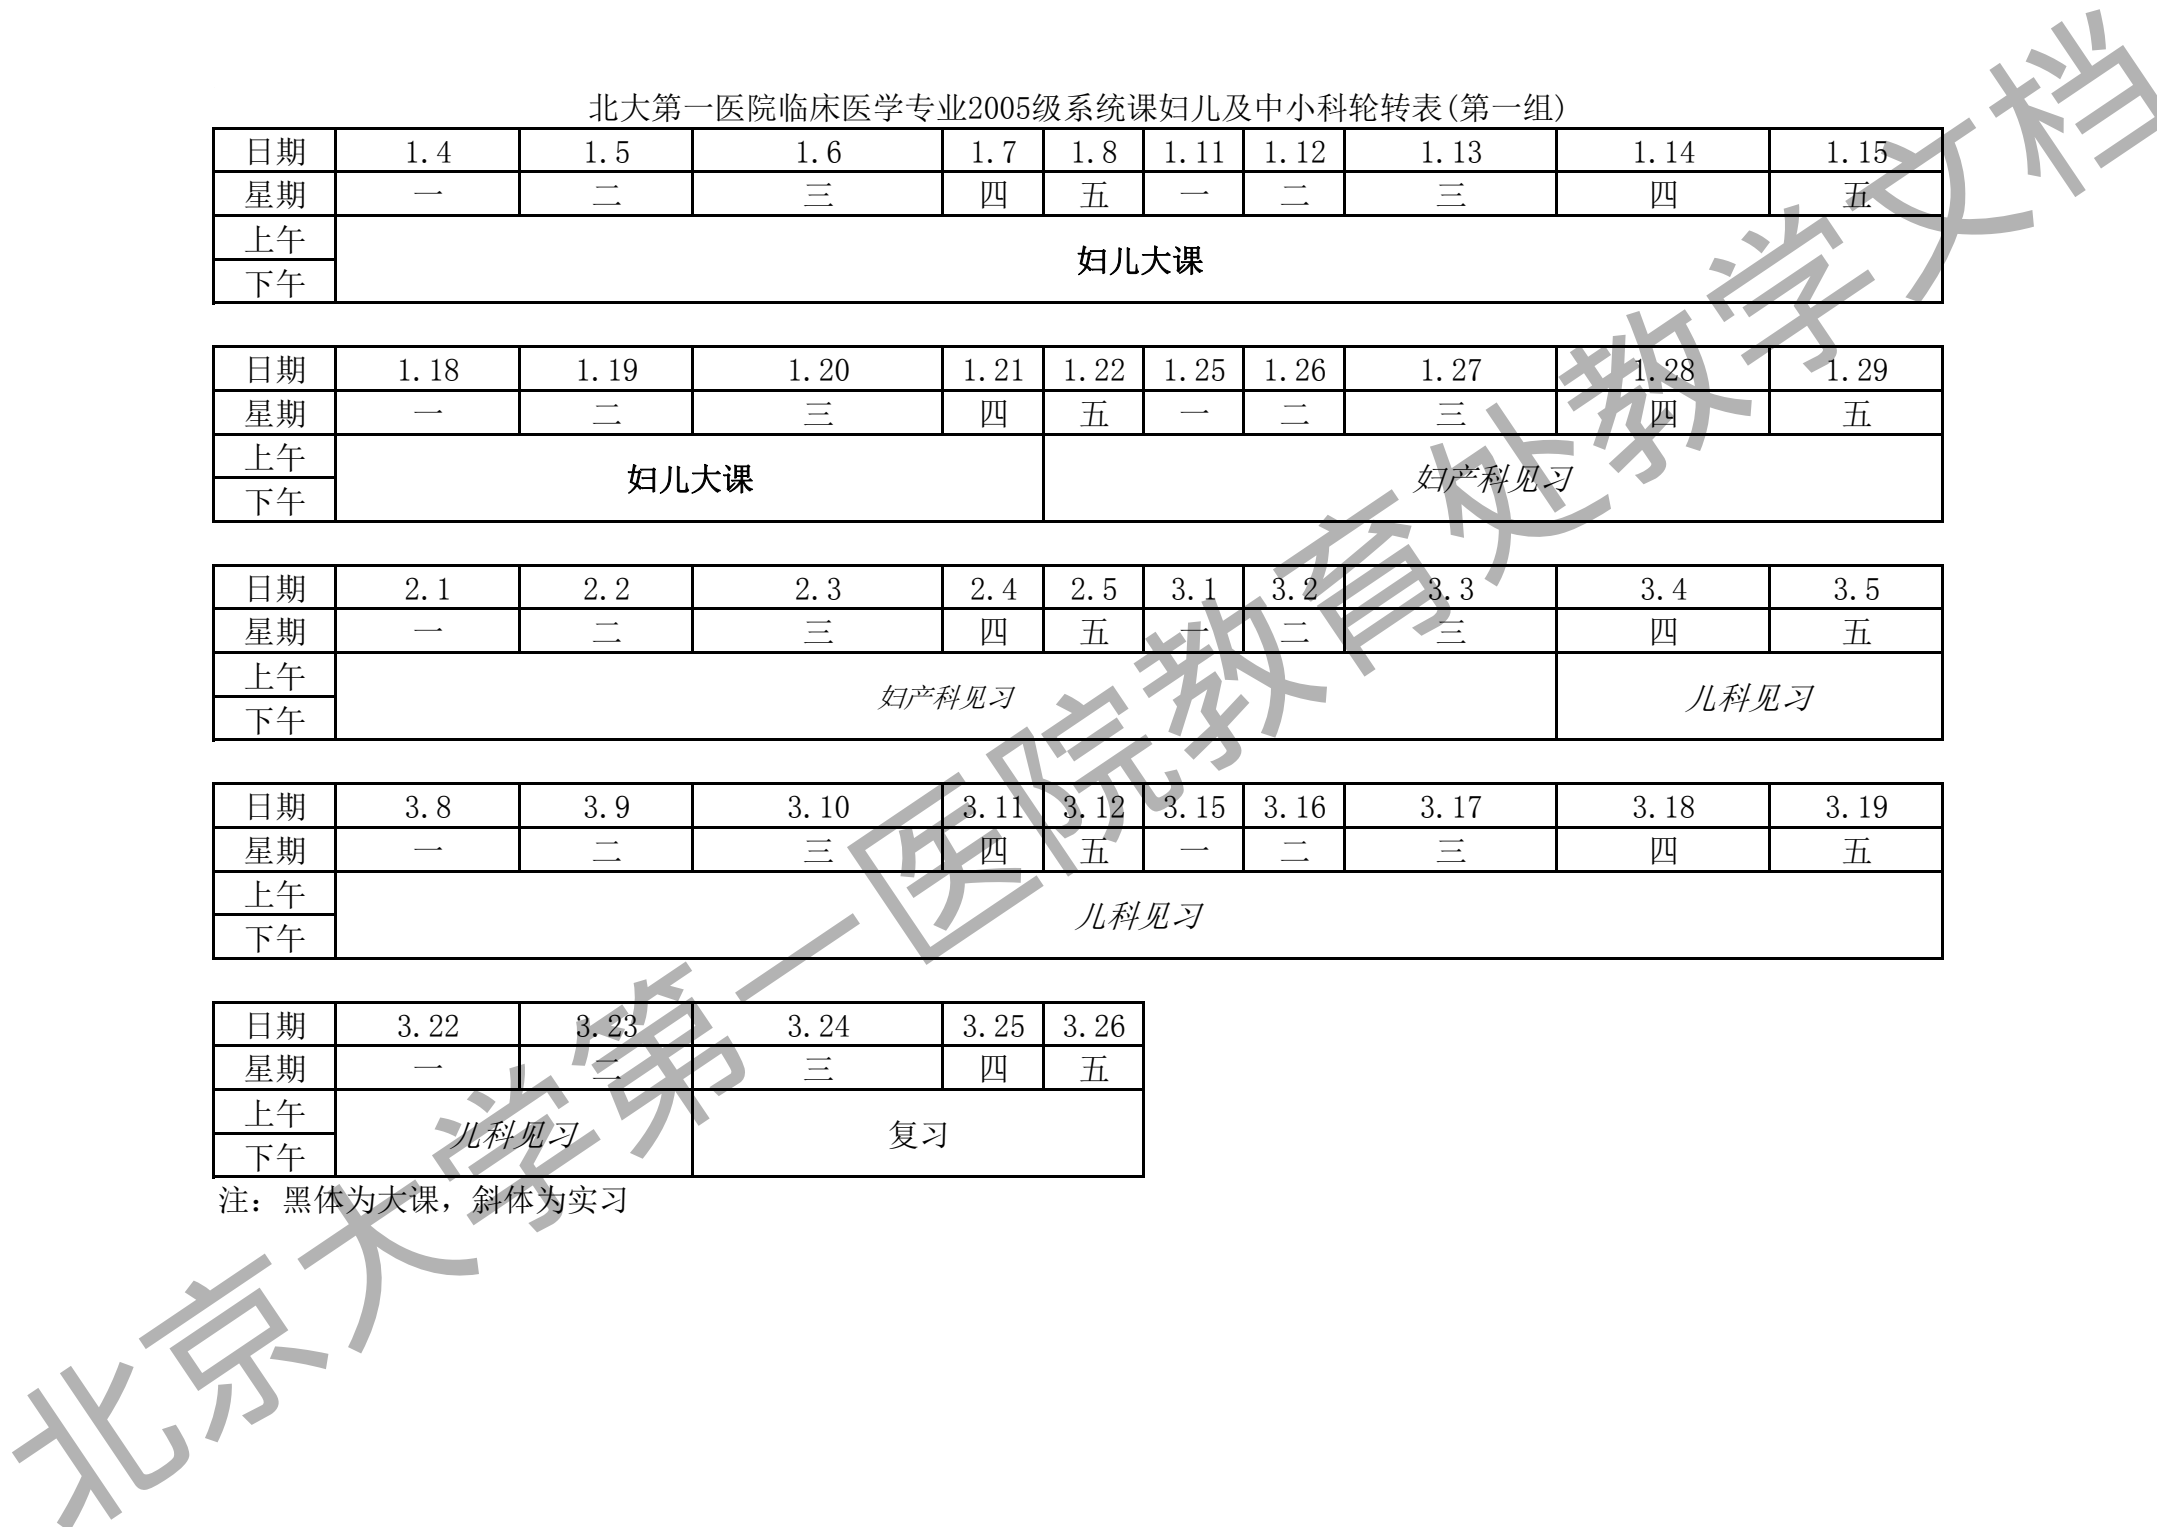 北大第一医院临床医学专业2005级系统课妇儿及中小科轮转表(第一组)
日期 1.4 1.5 1.6 1.7 1.8 1.11 1.12 1.13 1.14 1.15
星期 一 二 三 四 五 一 二 三 四 五
上午
妇儿大课
下午
日期 1.18 1.19 1.20 1.21 1.22 1.25 1.26 1.27 1.28 1.29
星期 一 二 三 四 五 一 二 三 四 五
上午
妇儿大课 妇产科见习
下午
日期 2.1 2.2 2.3 2.4 2.5 3.1 3.2 3.3 3.4 3.5
星期 一 二 三 四 五 一 二 三 四 五
上午
妇产科见习 儿科见习
下午
日期 3.8 3.9 3.10 3.11 3.12 3.15 3.16 3.17 3.18 3.19
星期 一 二 三 四 五 一 二 三 四 五
上午
儿科见习
下午
日期 3.22 3.23 3.24 3.25 3.26
星期 一 二 三 四 五
上午
儿科见习 复习
下午
注：黑体为大课，斜体为实习
北京大学第一医院教育处教学文档